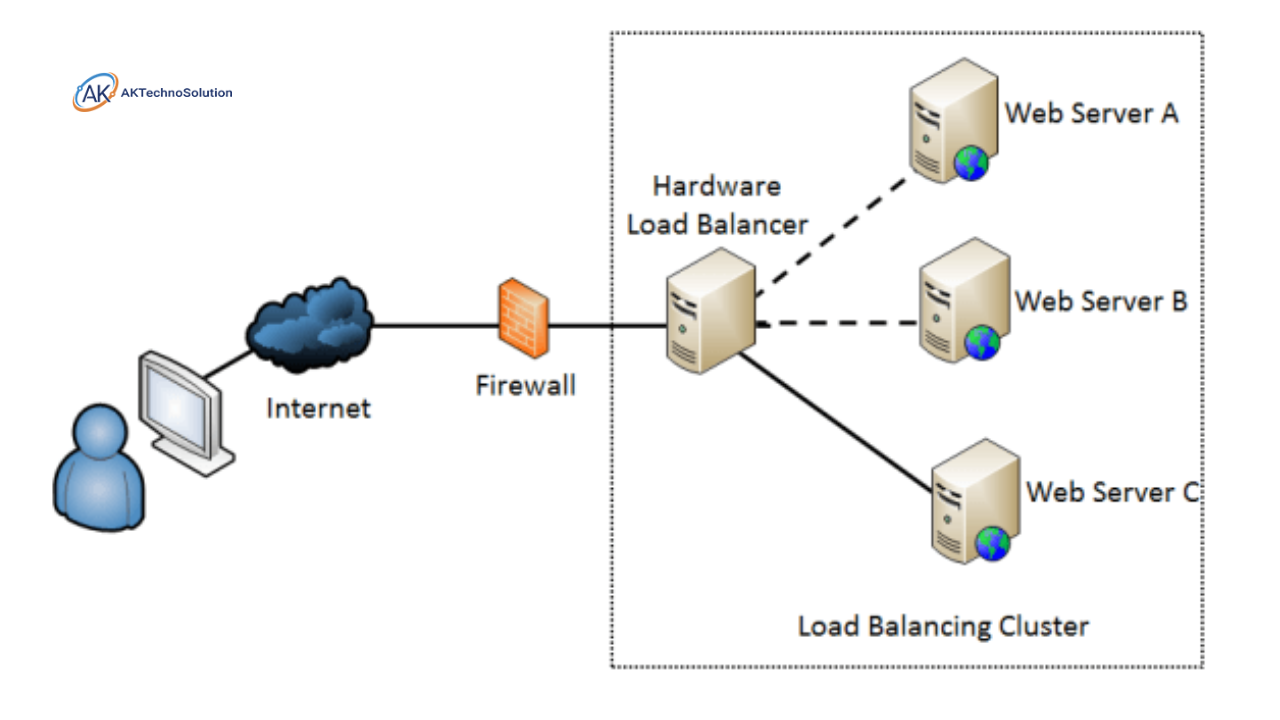 AK AKTechnoSolution
Web Server A
Hardware
Load Balancer
Web Server B
Internet
Firewall
Web Server C
Load Balancing Cluster